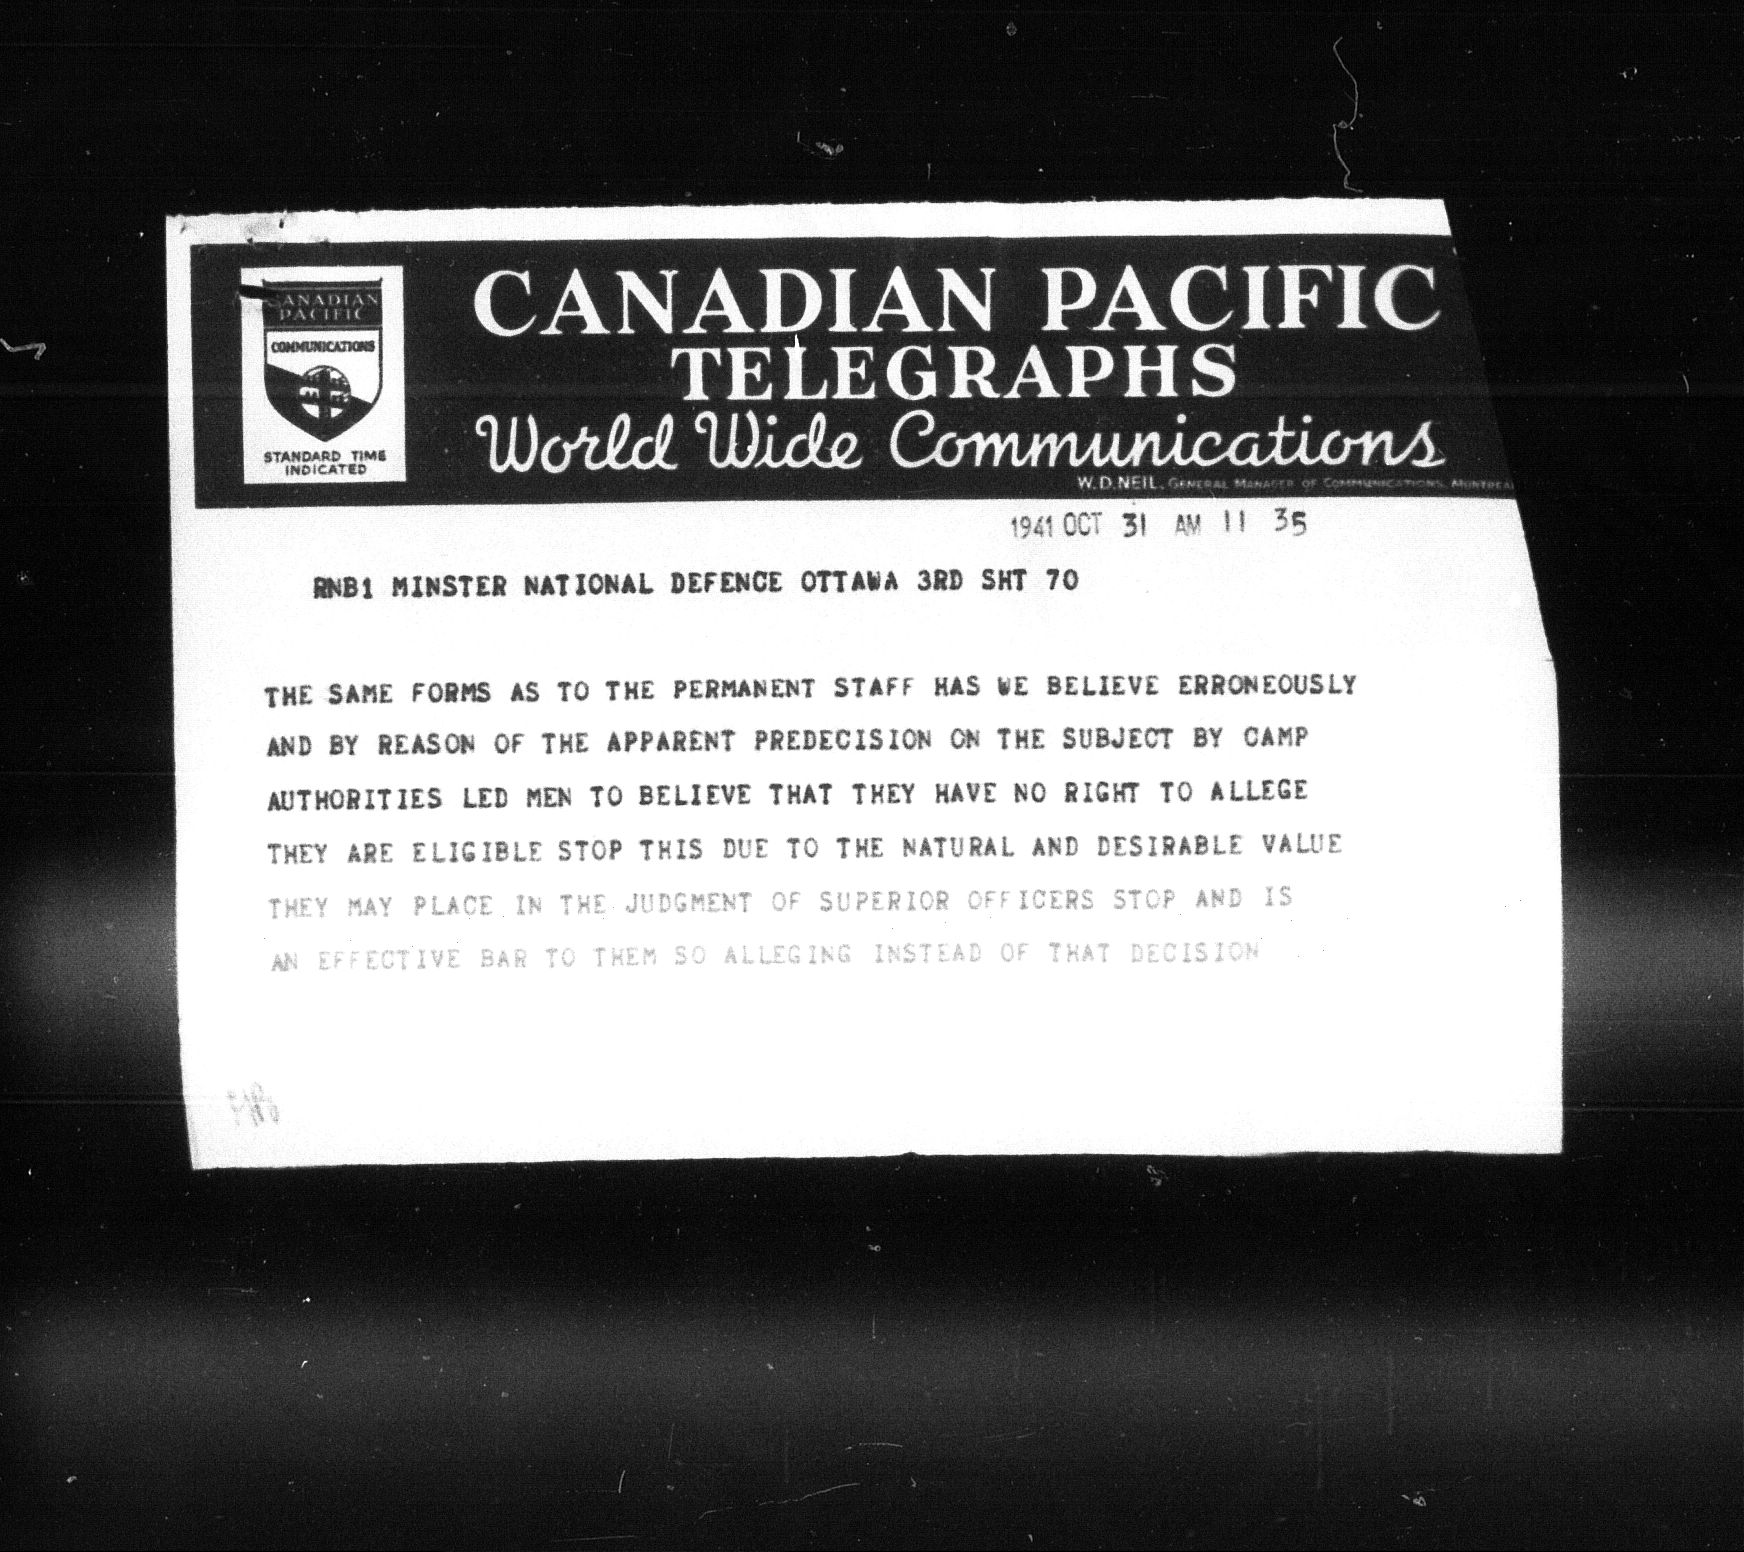 CANADIAN PACIFIC
TELEGRAPHS
World Wide Communications
W.D. NEIL, GENERAL MANAGER OF COMMUNICATIONS, MONTREAL
CANADIAN
PACIFIC
COMMUNICATIONS
STANDARD TIME
INDICATED
1941 OCT 31 AM 11 35
RNB1 MINSTER NATIONAL DEFENCE OTTAWA 3RD SHT 70
THE SAME FORMS AS TO THE PERMANENT STAFF HAS WE BELIEVE ERRONEOUSLY
AND BY REASON OF THE APPARENT PREDECISION ON THE SUBJECT BY CAMP
AUTHORITIES LED MEN TO BELIEVE THAT THEY HAVE NO RIGHT TO ALLEGE
THEY ARE ELIGIBLE STOP THIS DUE TO THE NATURAL AND DESIRABLE VALUE
THEY MAY PLACE IN THE JUDGMENT OF SUPERIOR OFFICERS STOP AND IS
AN EFFECTIVE BAR TO THEM SO ALLEGING INSTEAD OF THAT DECISION